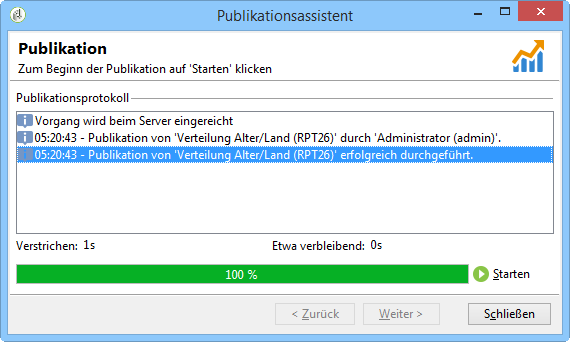 Publikationsassistent
Publikation
Zum Beginn der Publikation auf 'Starten' klicken
Publikationsprotokoll
Vorgang wird beim Server eingereicht
05:20:43 - Publikation von 'Verteilung Alter/Land (RPT26)' durch 'Administrator (admin)'.
05:20:43 - Publikation von 'Verteilung Alter/Land (RPT26)' erfolgreich durchgeführt.
Verstrichen: 1s Etwa verbleibend: 0s
100 % Starten
< Zurück Weiter > Schließen